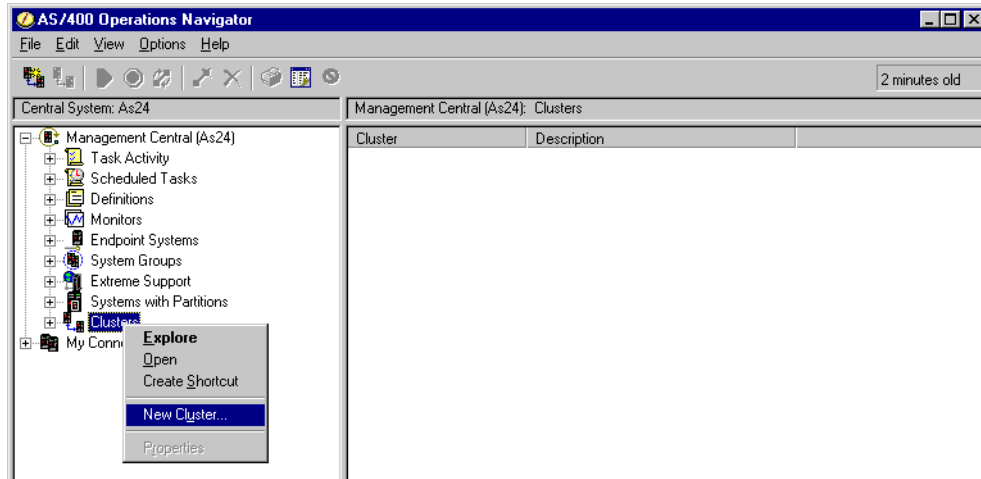 AS/400 Operations Navigator
File Edit View Options Help
2 minutes old
Central System: As24
Management Central (As24): Clusters
Management Central (As24)
Task Activity
Scheduled Tasks
Definitions
Monitors
Endpoint Systems
System Groups
Extreme Support
Systems with Partitions
Clusters
My Conn
Explore
Open
Create Shortcut
New Cluster...
Properties
Cluster Description